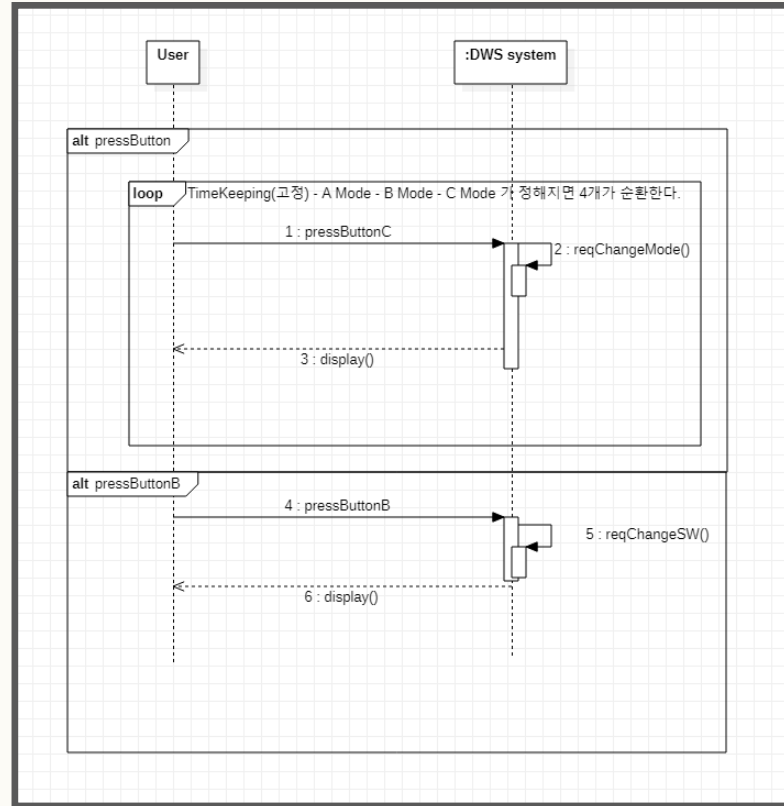 User
:DWS system
alt pressButton
loop TimeKeeping(고정) - A Mode - B Mode - C Mode 가 정해지면 4개가 순환한다.
1 : pressButtonC
2 : reqChangeMode()
3 : display()
alt pressButtonB
4 : pressButtonB
5 : reqChangeSW()
6 : display()